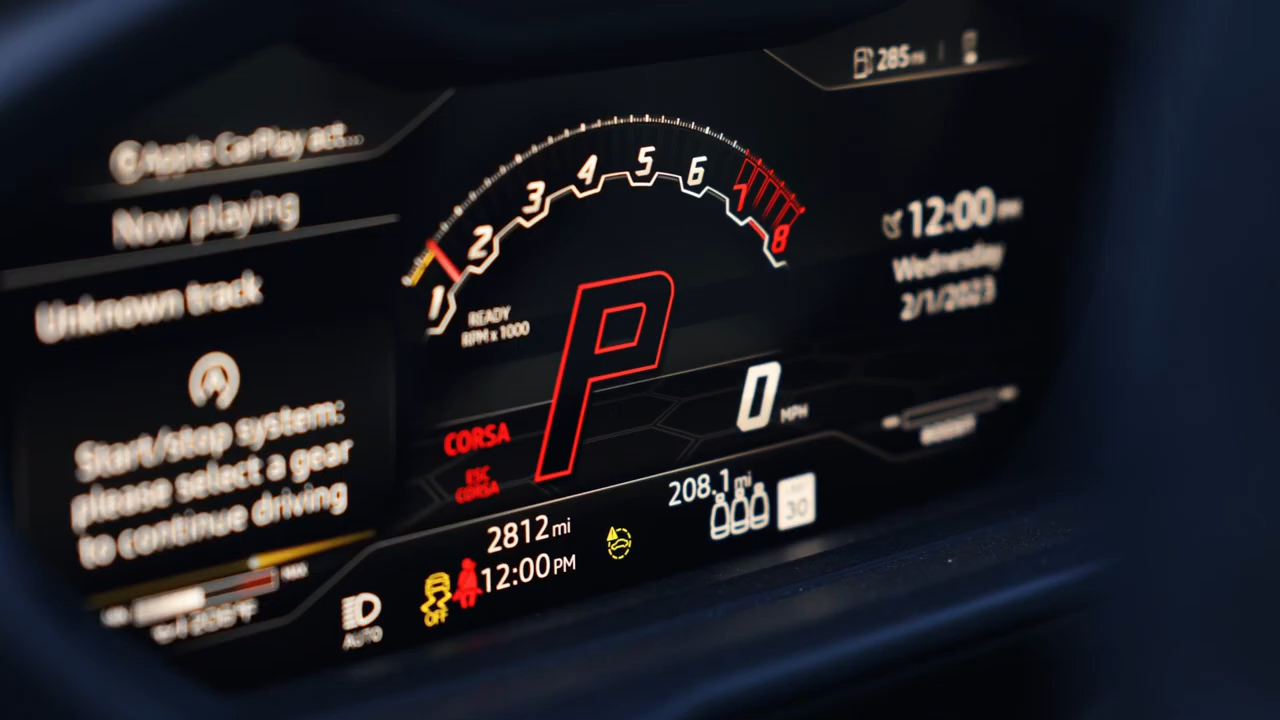 Apple CarPlay act...
Now playing
Unknown track
Start/stop system:
please select a gear
to continue driving
1
2
3
4
5
6
7
8
READY
RPM x 1000
P
CORSA
ESC
CORSA
0 MPH
285 mi
12:00 PM
Wednesday
2/1/2023
208.1 mi
30
2812 mi
12:00 PM
OFF
AUTO